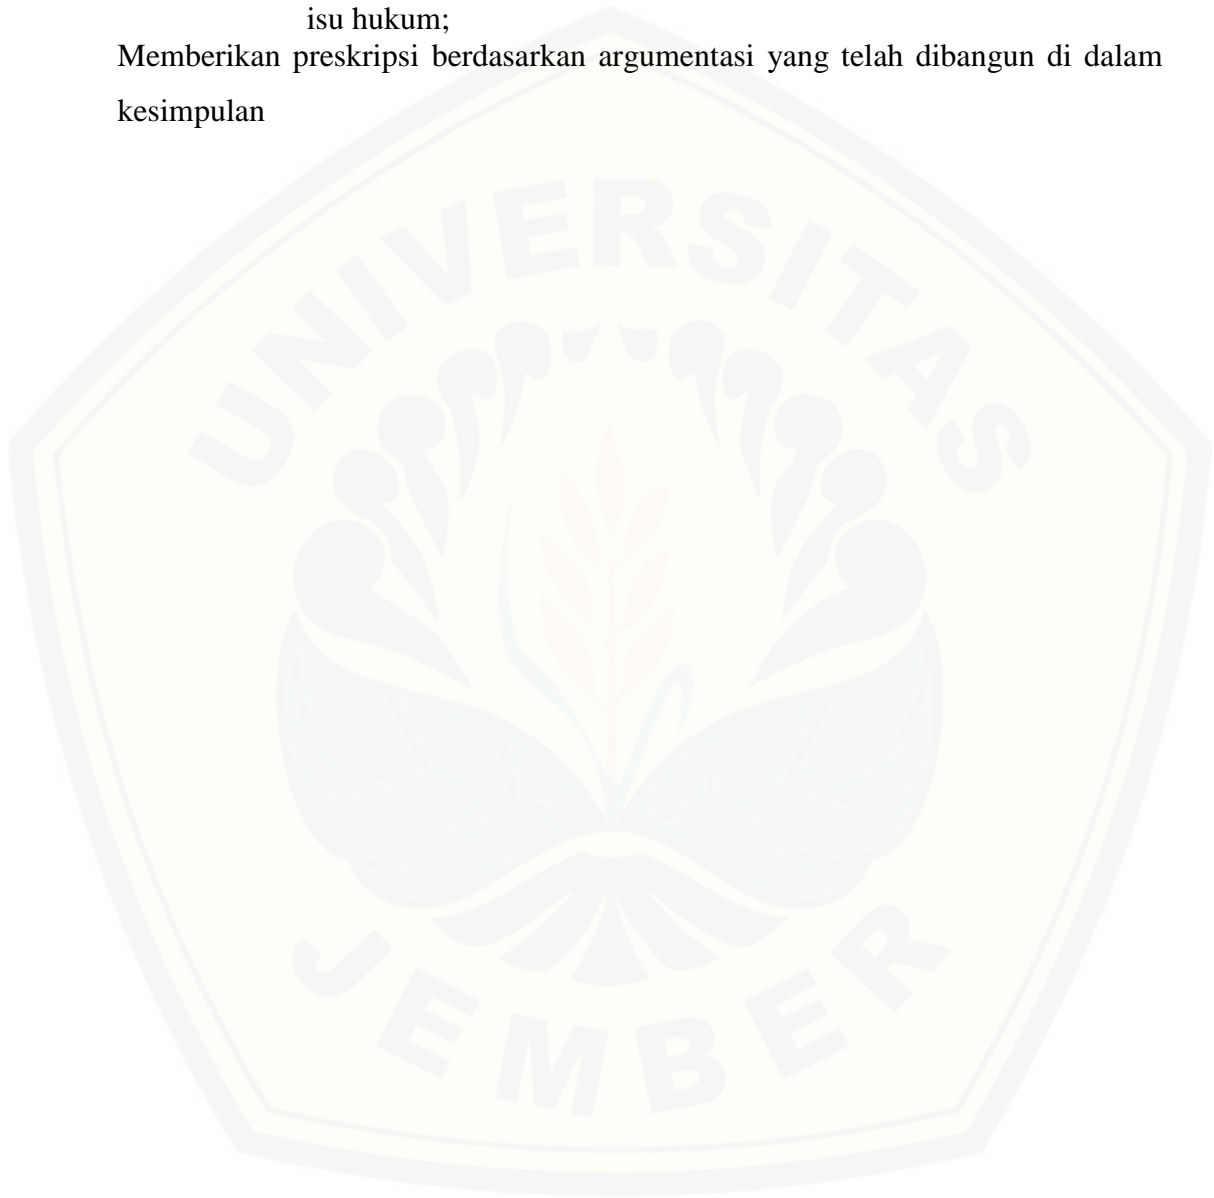 isu hukum;
Memberikan preskripsi berdasarkan argumentasi yang telah dibangun di dalam
kesimpulan
UNIVERSITAS
JEMBER